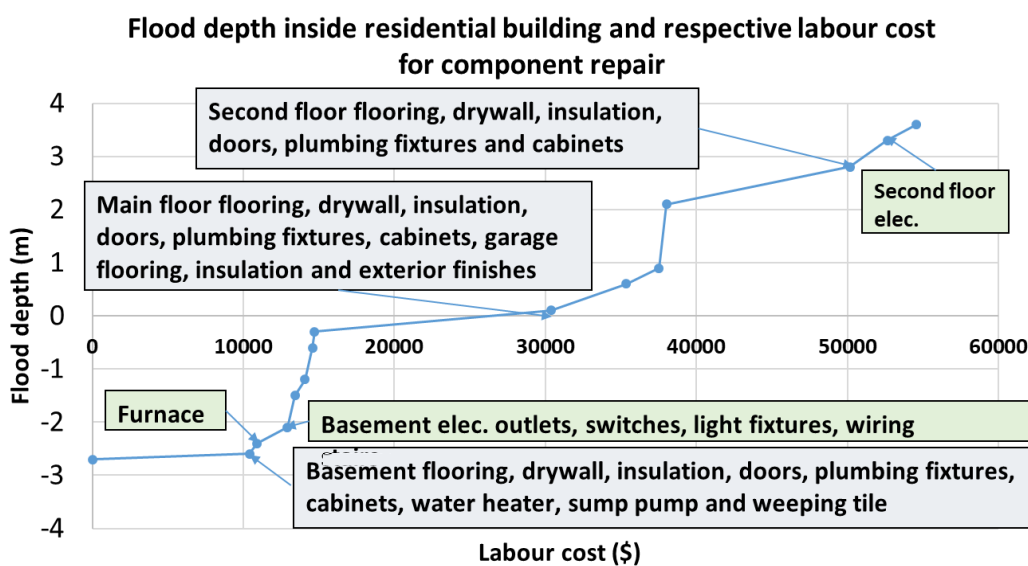 Flood depth inside residential building and respective labour cost
for component repair
4
3
2
1
0
-1
-2
-3
-4
Flood depth (m)
0
10000
20000
30000
40000
50000
60000
Labour cost ($)
Second floor flooring, drywall, insulation,
doors, plumbing fixtures and cabinets
Second floor
elec.
Main floor flooring, drywall, insulation,
doors, plumbing fixtures, cabinets, garage
flooring, insulation and exterior finishes
Furnace
Basement elec. outlets, switches, light fixtures, wiring
Basement flooring, drywall, insulation, doors, plumbing fixtures,
cabinets, water heater, sump pump and weeping tile